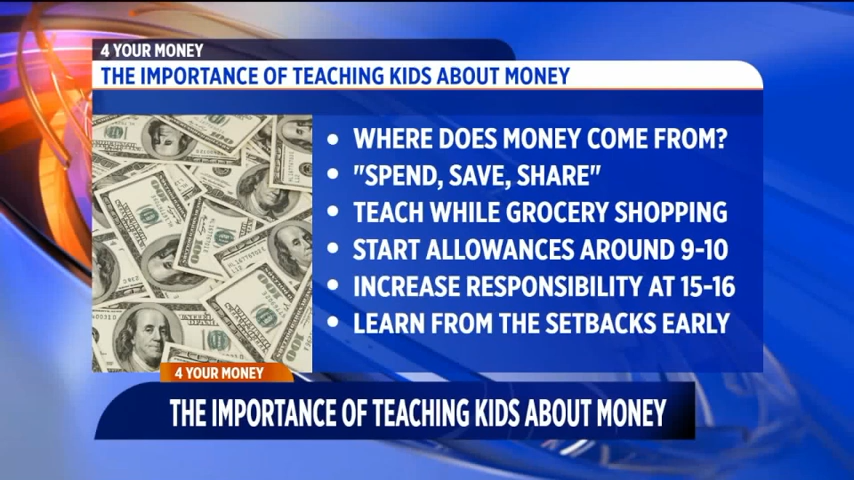 4 YOUR MONEY
THE IMPORTANCE OF TEACHING KIDS ABOUT MONEY
WHERE DOES MONEY COME FROM?
"SPEND, SAVE, SHARE"
TEACH WHILE GROCERY SHOPPING
START ALLOWANCES AROUND 9-10
INCREASE RESPONSIBILITY AT 15-16
LEARN FROM THE SETBACKS EARLY
4 YOUR MONEY
THE IMPORTANCE OF TEACHING KIDS ABOUT MONEY